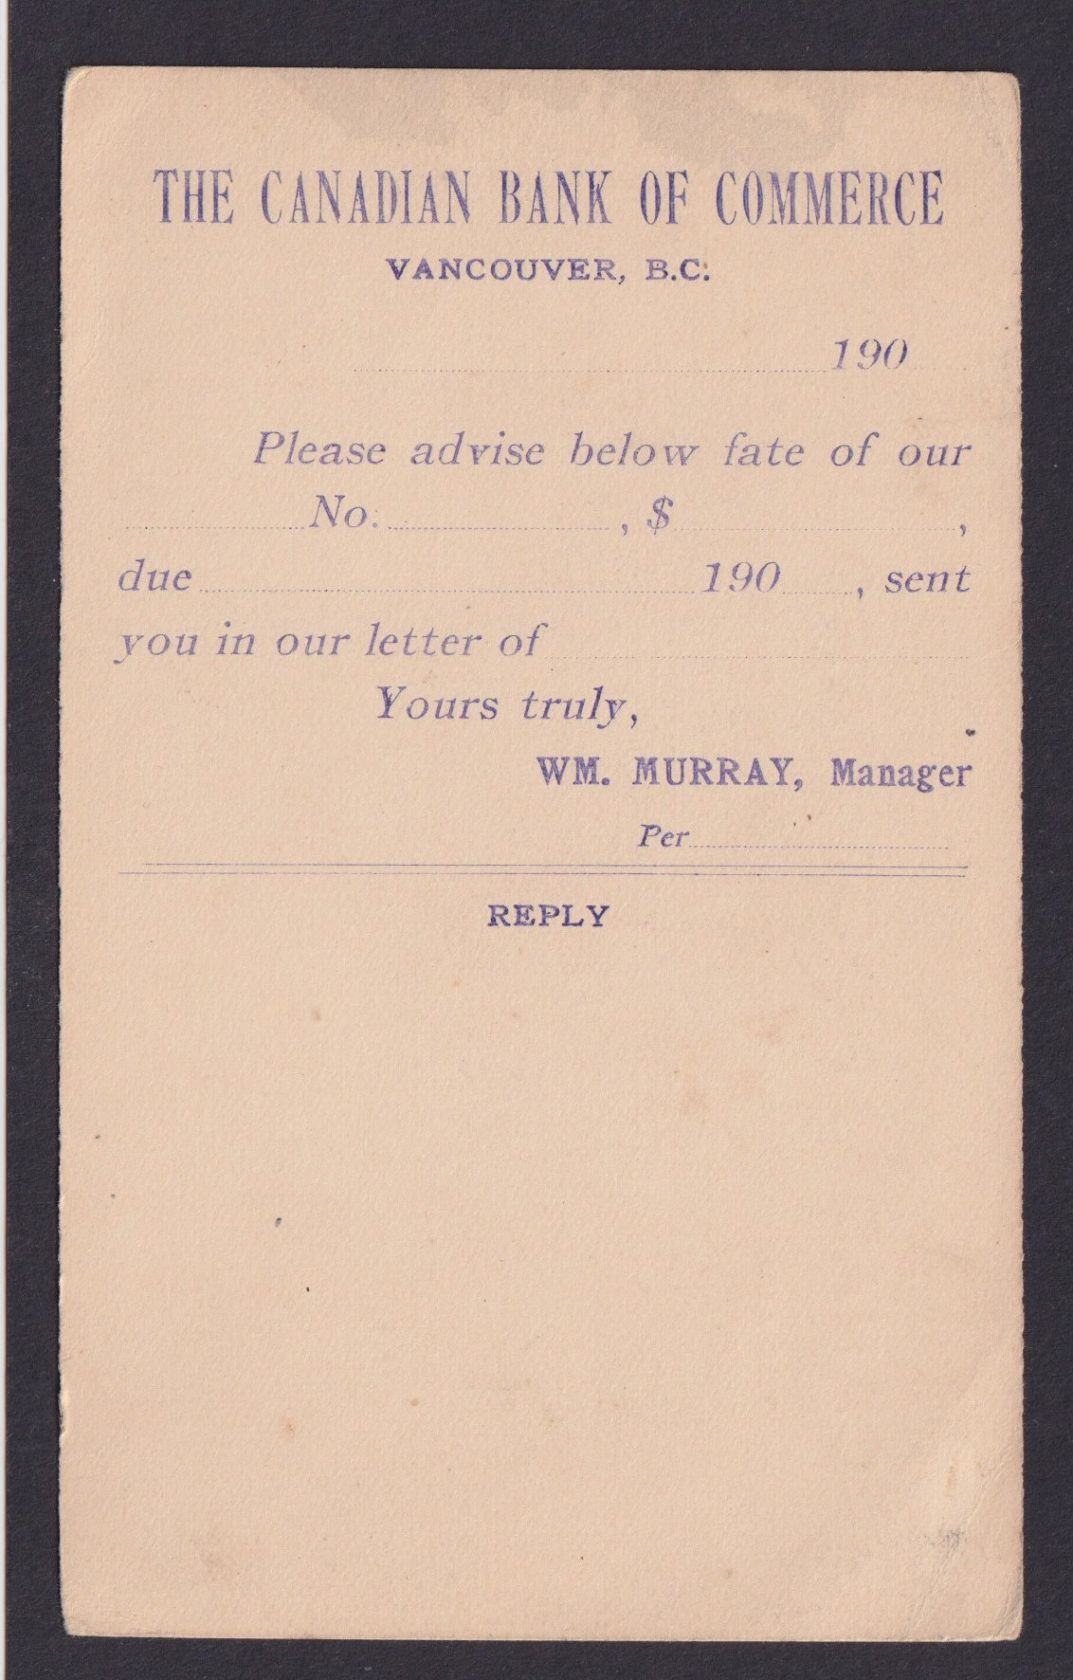 THE CANADIAN BANK OF COMMERCE
VANCOUVER, B.C.
190
Please advise below fate of our
No. , $ ,
due 190 , sent
you in our letter of
Yours truly,
WM. MURRAY, Manager
Per
REPLY